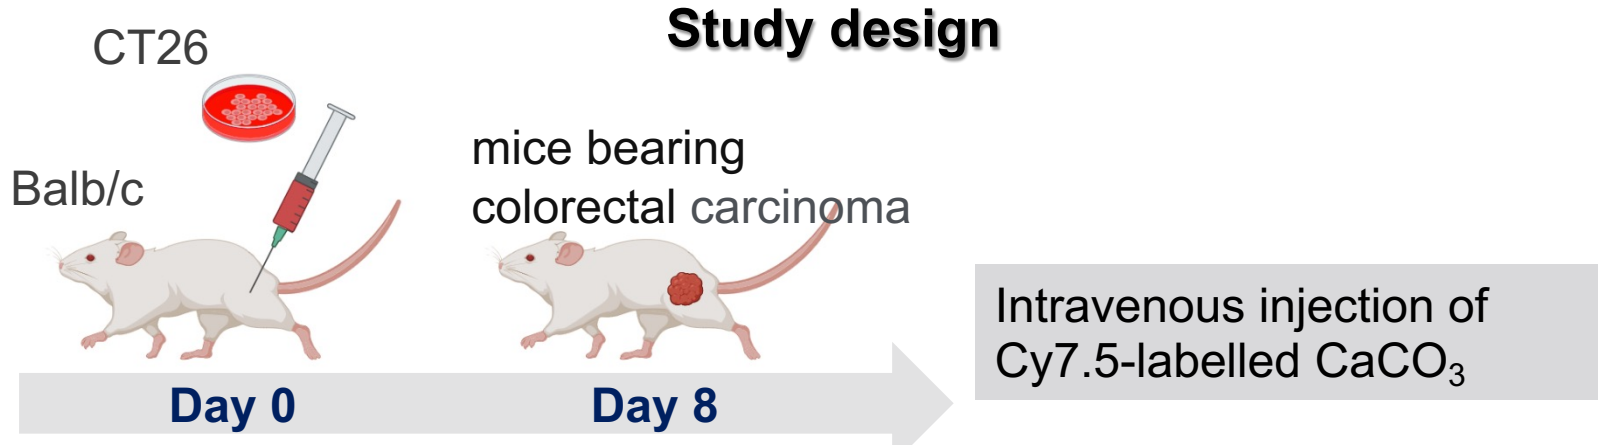 Study design
CT26
Balb/c
mice bearing
colorectal carcinoma
Intravenous injection of
Cy7.5-labelled CaCO₃
Day 0
Day 8